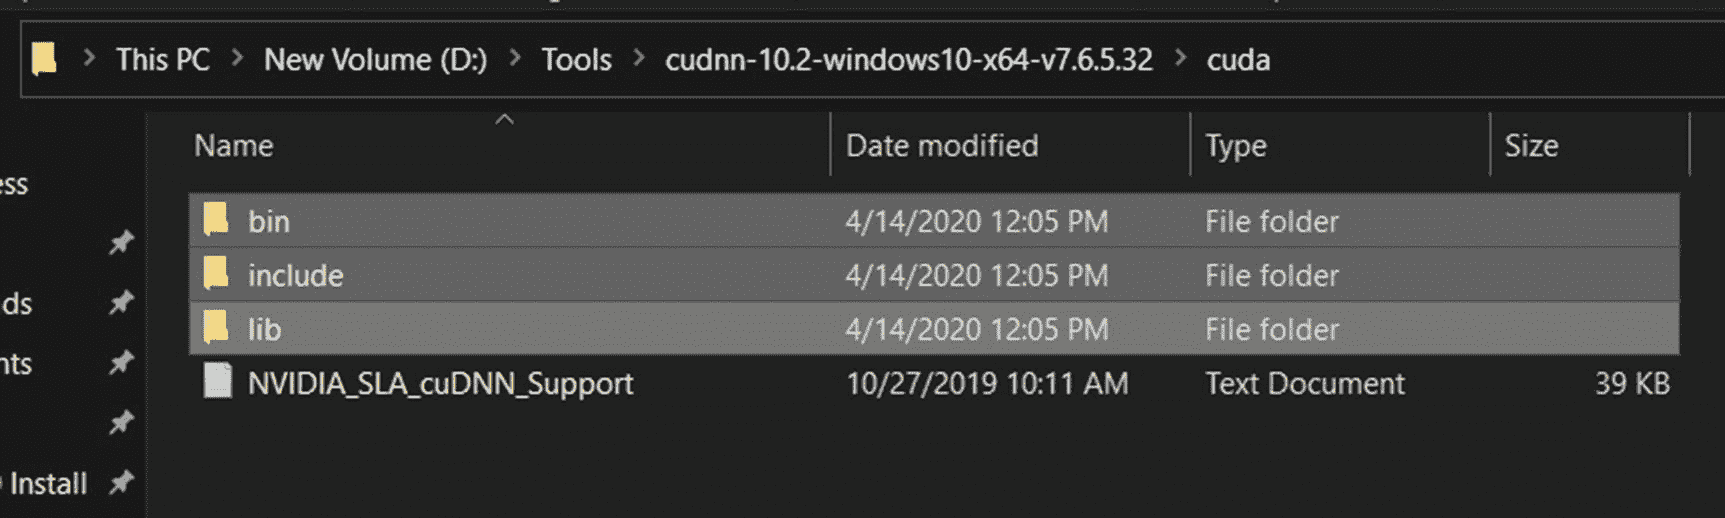 This PC > New Volume (D:) > Tools > cudnn-10.2-windows10-x64-v7.6.5.32 > cuda
Name Date modified Type Size
ess
bin 4/14/2020 12:05 PM File folder
include 4/14/2020 12:05 PM File folder
ds
lib 4/14/2020 12:05 PM File folder
nts
NVIDIA_SLA_cuDNN_Support 10/27/2019 10:11 AM Text Document 39 KB
Install